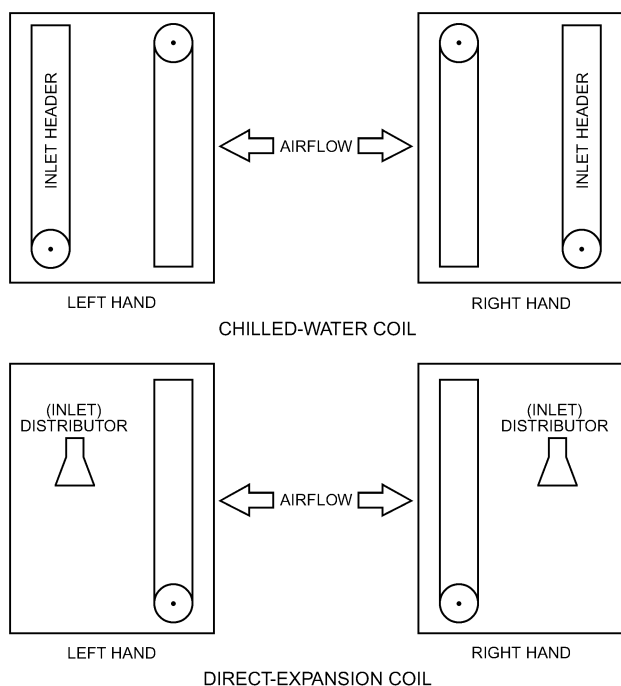 INLET HEADER
AIRFLOW
INLET HEADER
LEFT HAND
RIGHT HAND
CHILLED-WATER COIL
(INLET)
DISTRIBUTOR
(INLET)
DISTRIBUTOR
AIRFLOW
LEFT HAND
RIGHT HAND
DIRECT-EXPANSION COIL